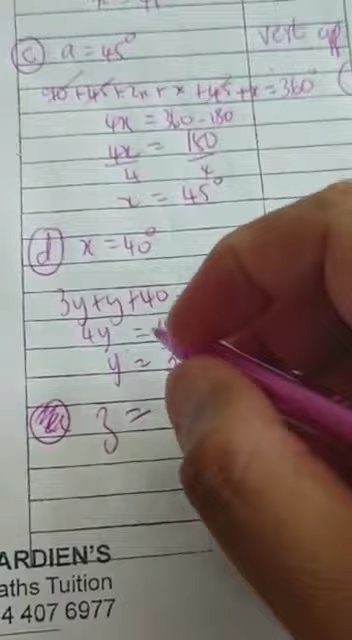 (c) a = 45° vert opp
90 + 45 + 2x + x + 45 + x = 360°
4x = 360 - 180
4x/4 = 180/4
x = 45°
(d) x = 40°
3y + y + 40
4y =
y =
z =
ARDIEN'S
aths Tuition
4 407 6977